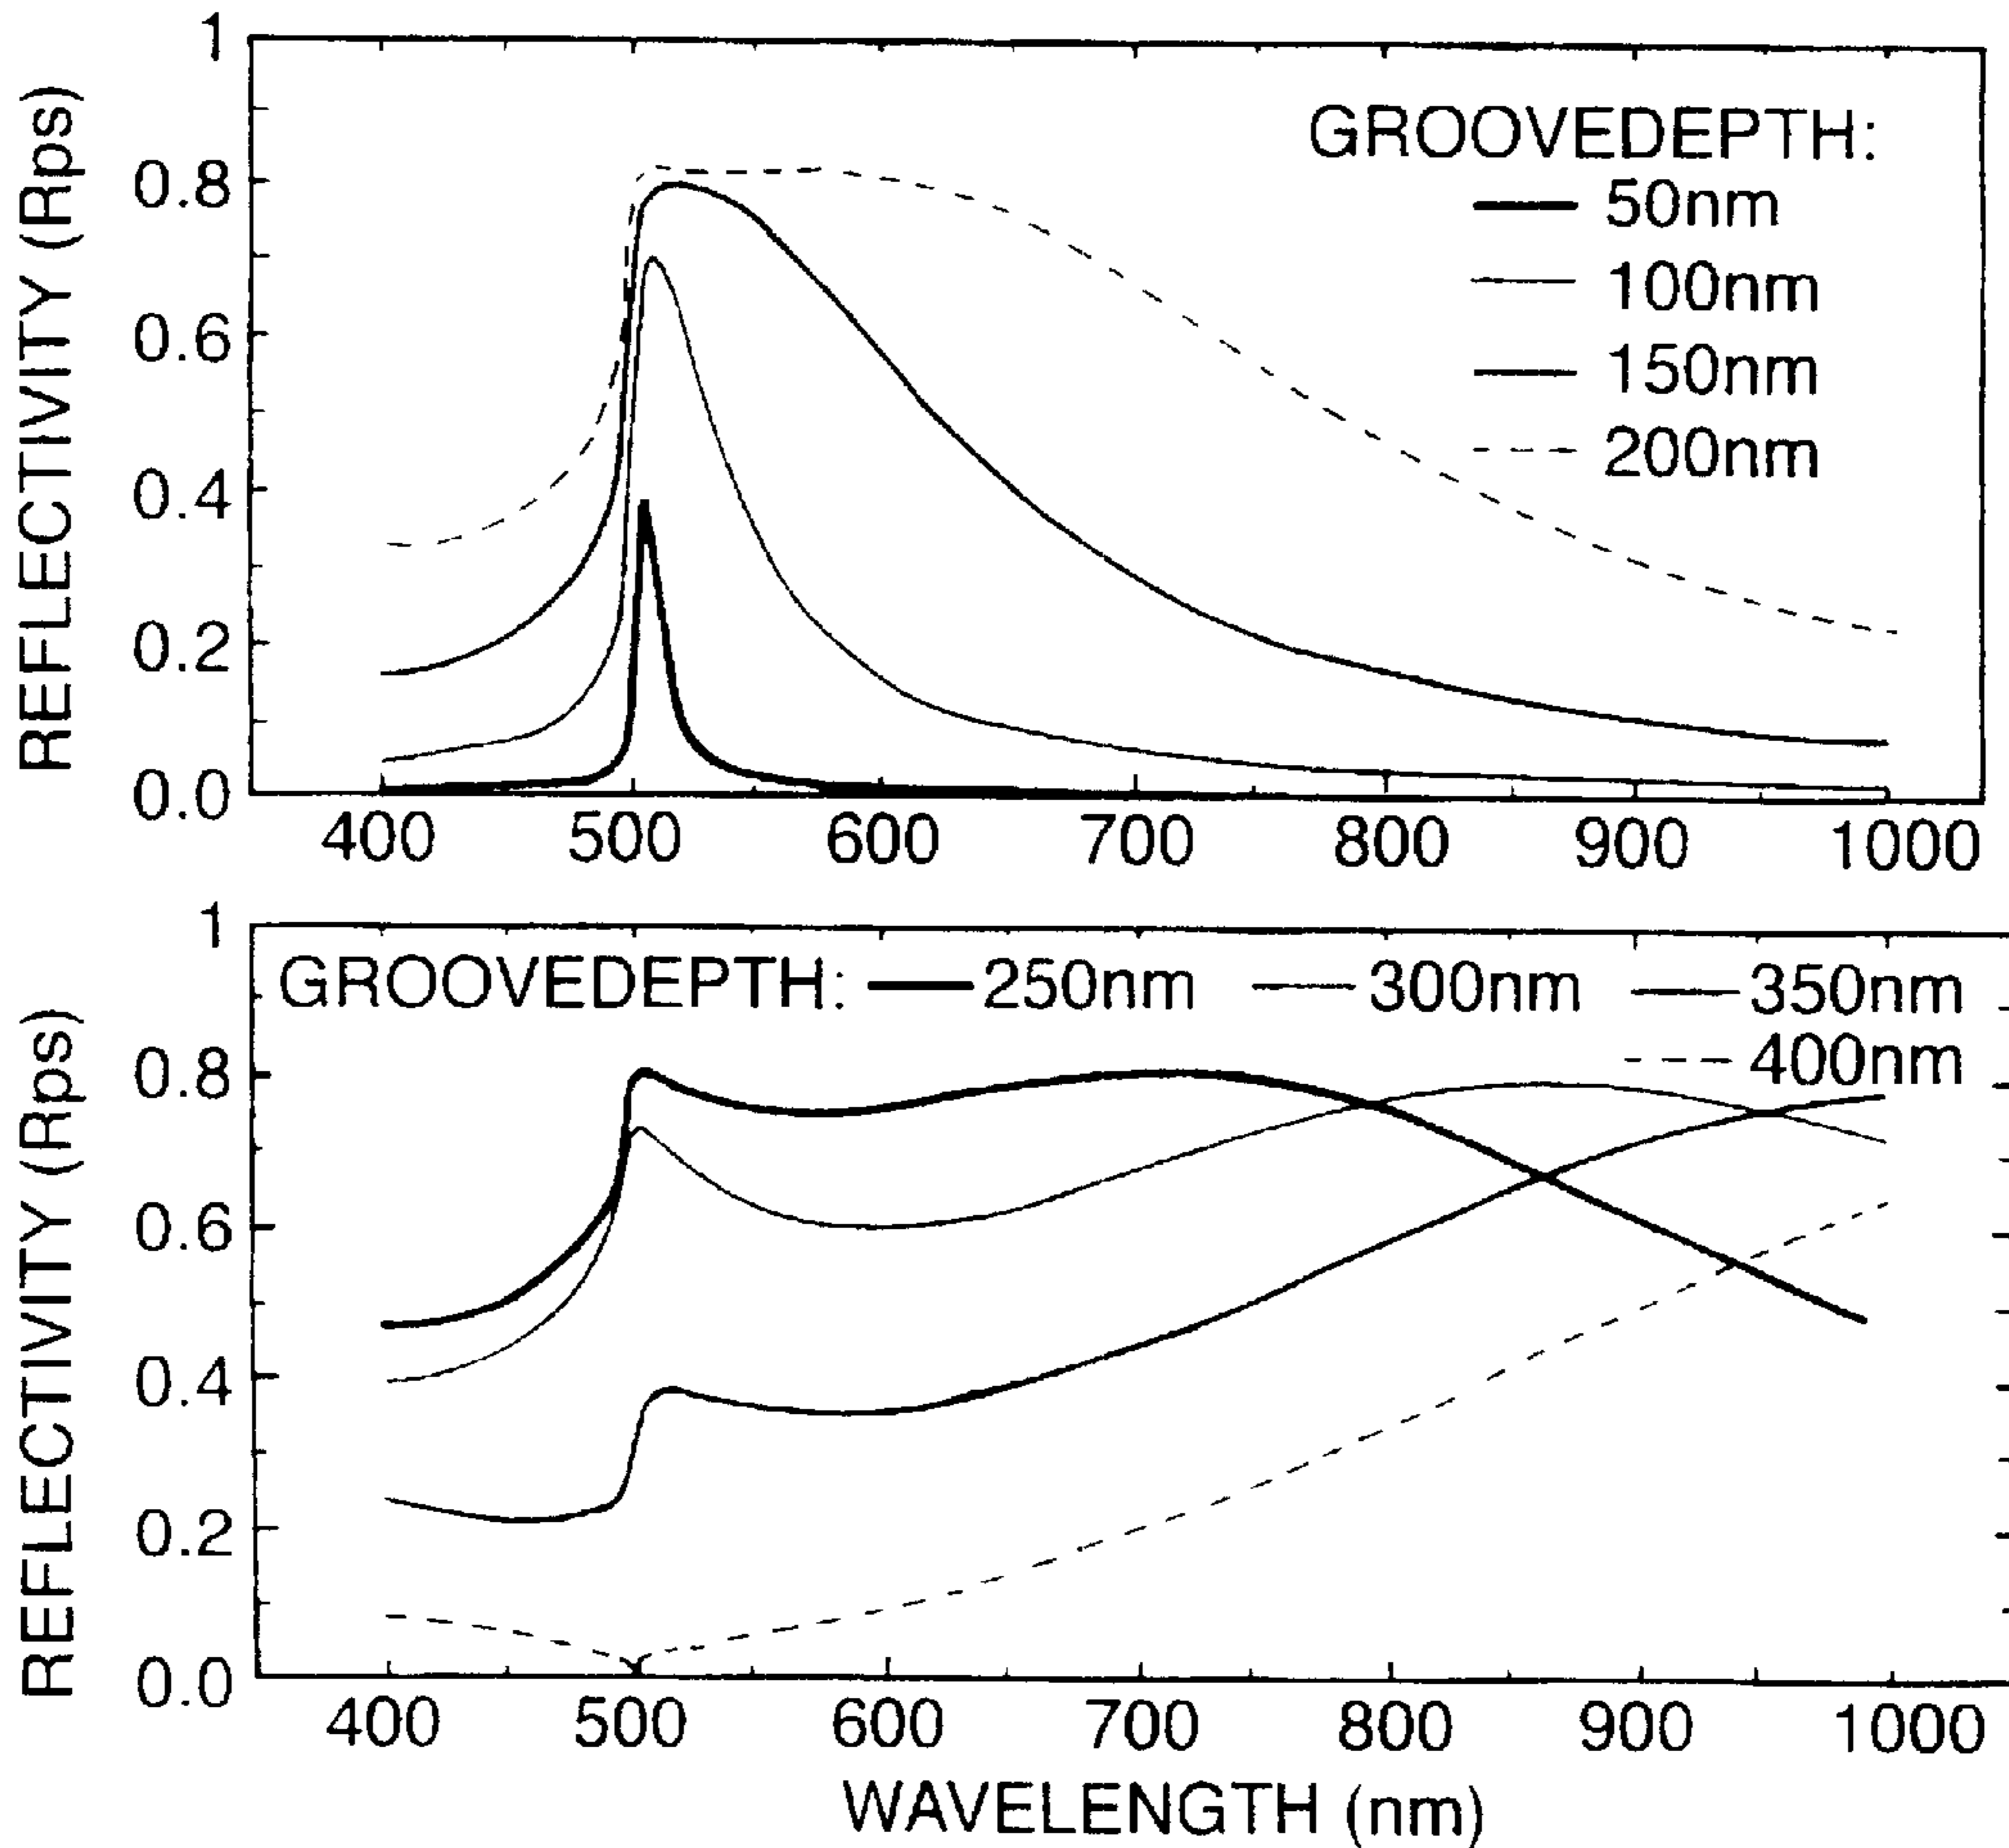 REFLECTIVITY (Rps)
1
0.8
0.6
0.4
0.2
0.0
GROOVEDEPTH:
50nm
100nm
150nm
200nm
400 500 600 700 800 900 1000
REFLECTIVITY (Rps)
1
0.8
0.6
0.4
0.2
0.0
GROOVEDEPTH: 250nm 300nm 350nm
400nm
400 500 600 700 800 900 1000
WAVELENGTH (nm)